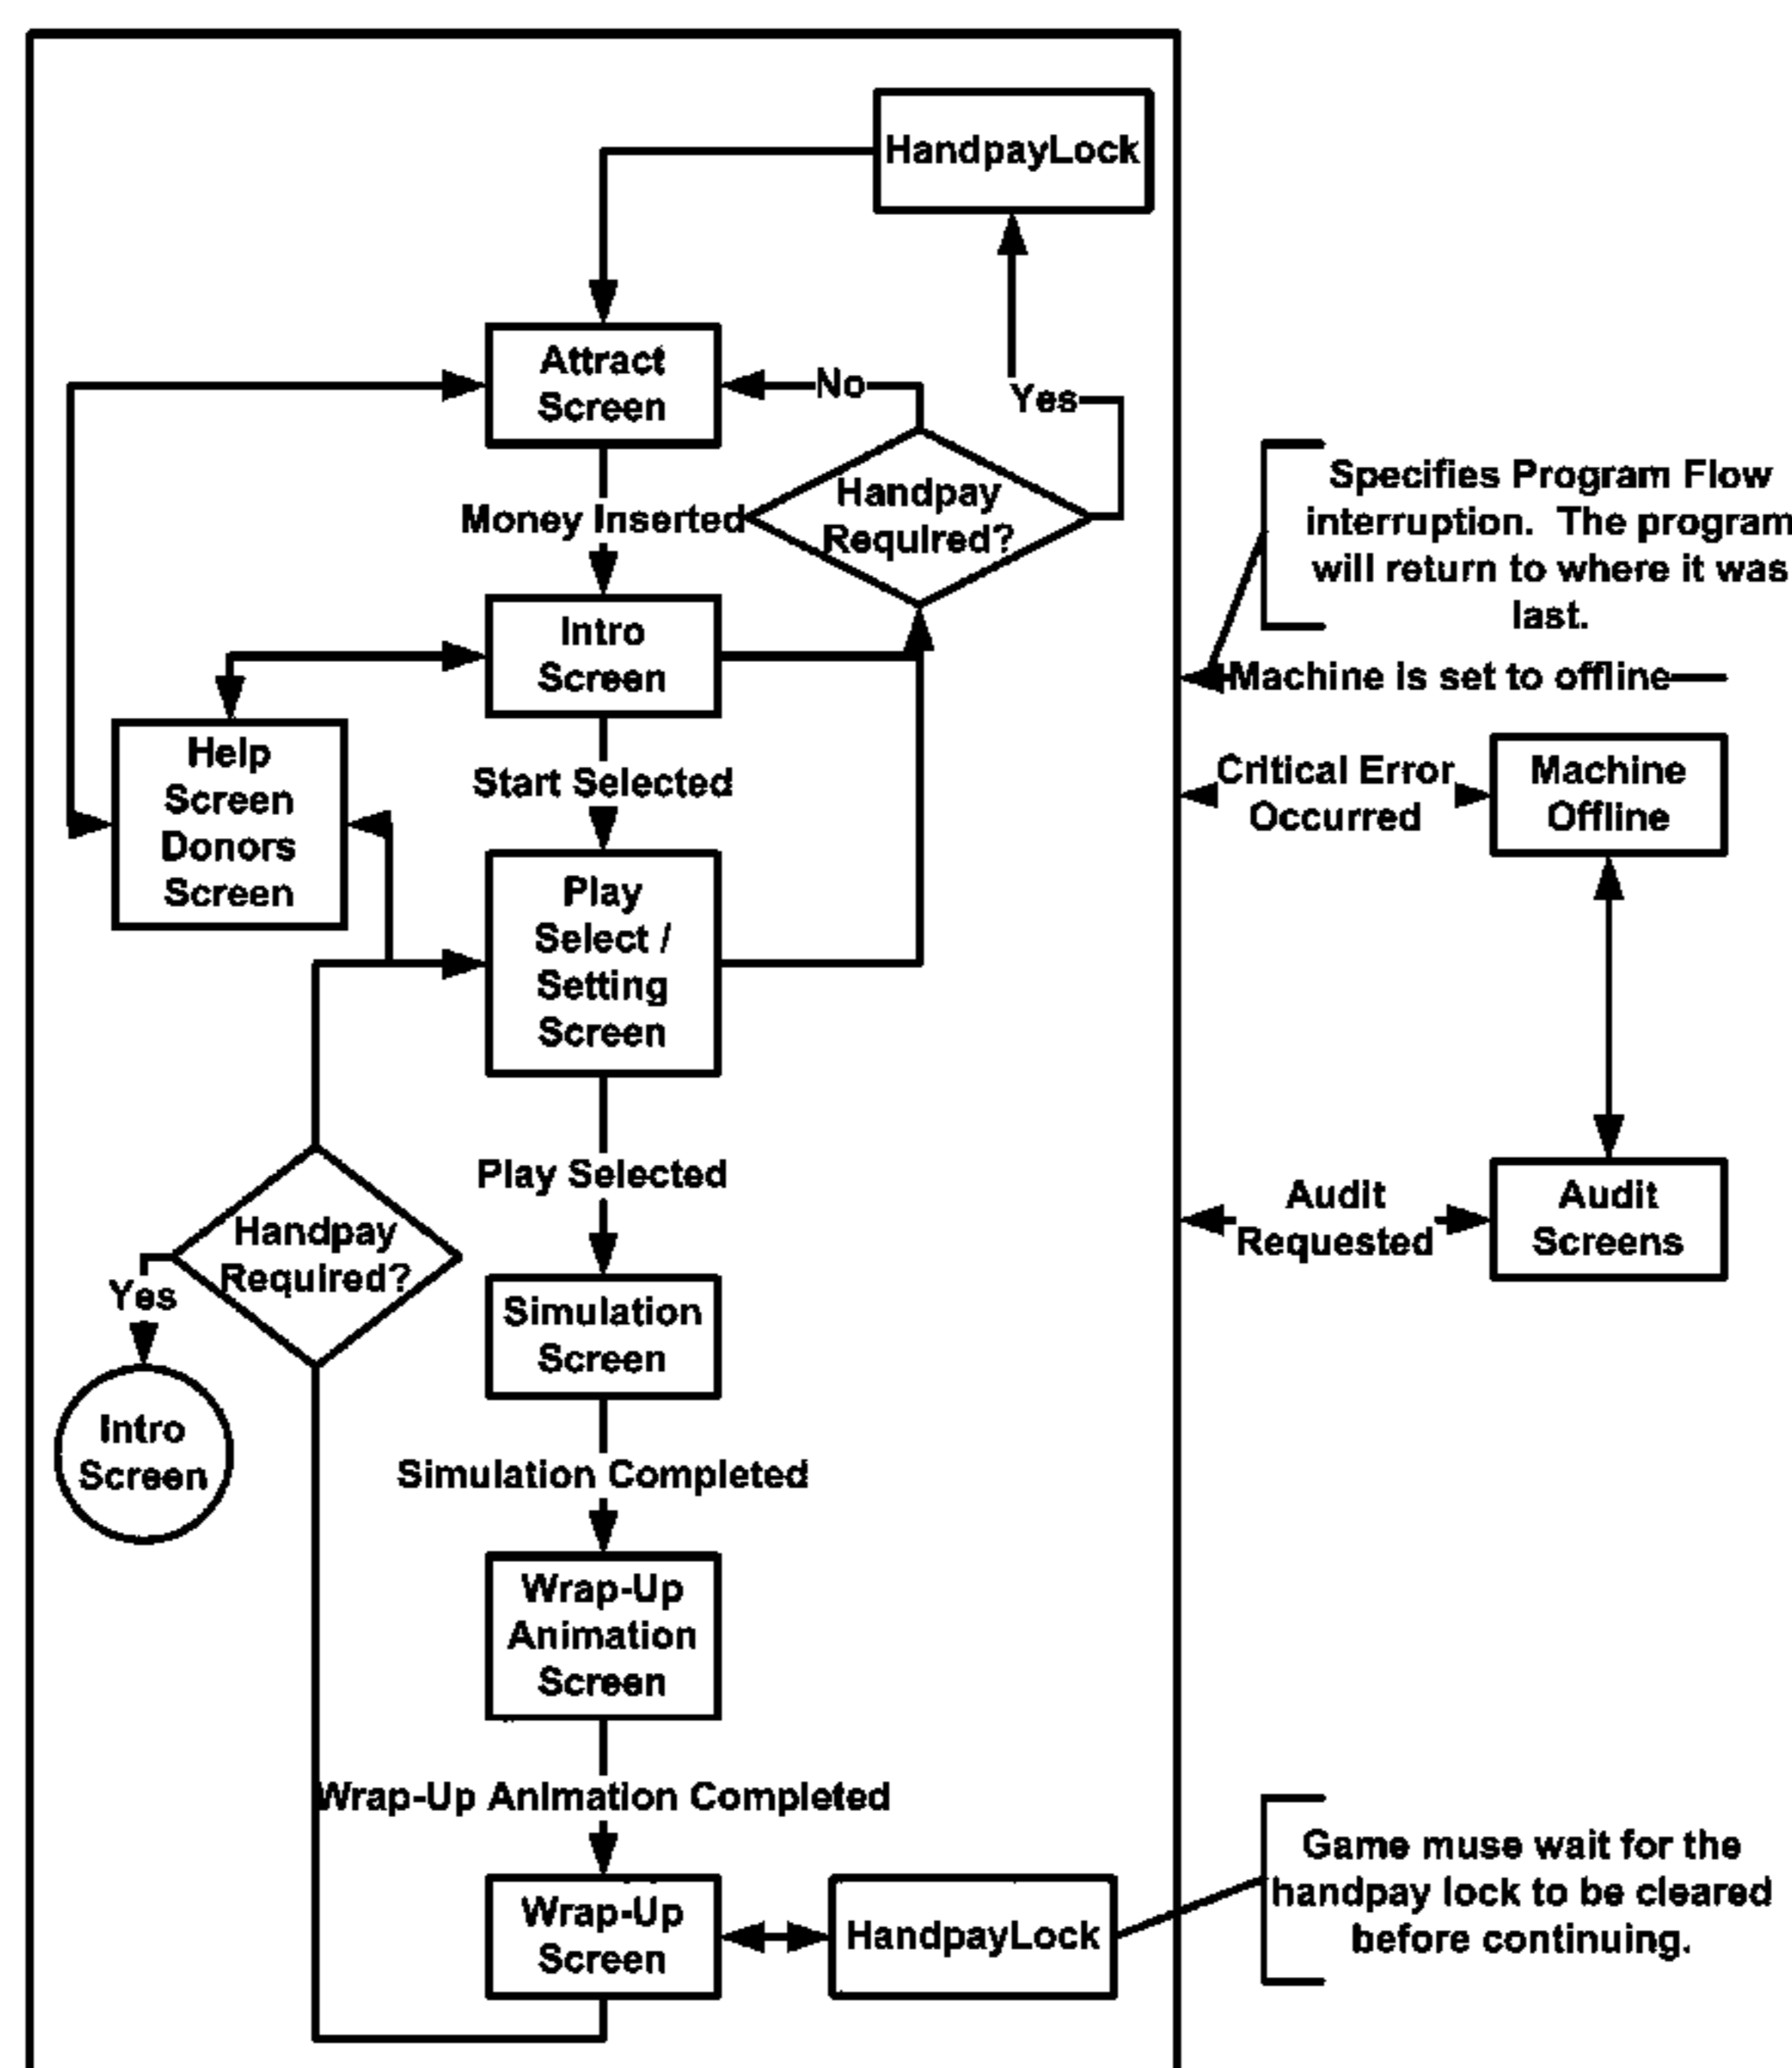 HandpayLock
Attract
Screen
No
Yes
Handpay
Required?
Money Inserted
Intro
Screen
Help
Screen
Donors
Screen
Start Selected
Play
Select /
Setting
Screen
Play Selected
Handpay
Required?
Yes
Intro
Screen
Simulation
Screen
Simulation Completed
Wrap-Up
Animation
Screen
Wrap-Up Animation Completed
Wrap-Up
Screen
HandpayLock
Specifies Program Flow
interruption. The program
will return to where it was
last.
Machine is set to offline
Critical Error
Occurred
Machine
Offline
Audit
Requested
Audit
Screens
Game muse wait for the
handpay lock to be cleared
before continuing.